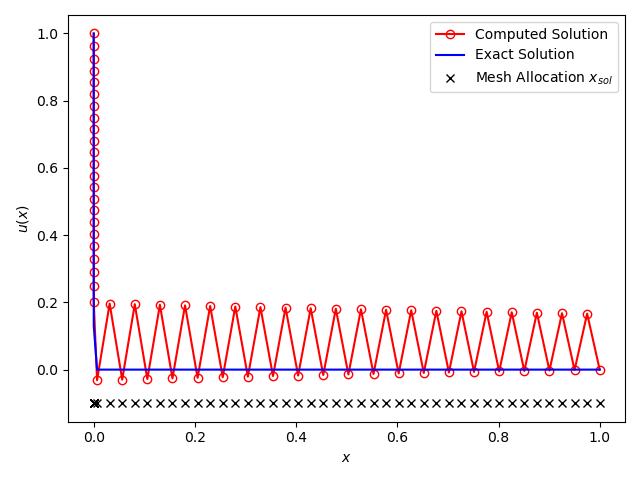 Computed Solution
Exact Solution
Mesh Allocation x_sol
1.0
0.8
0.6
0.4
0.2
0.0
u(x)
0.0 0.2 0.4 0.6 0.8 1.0
x